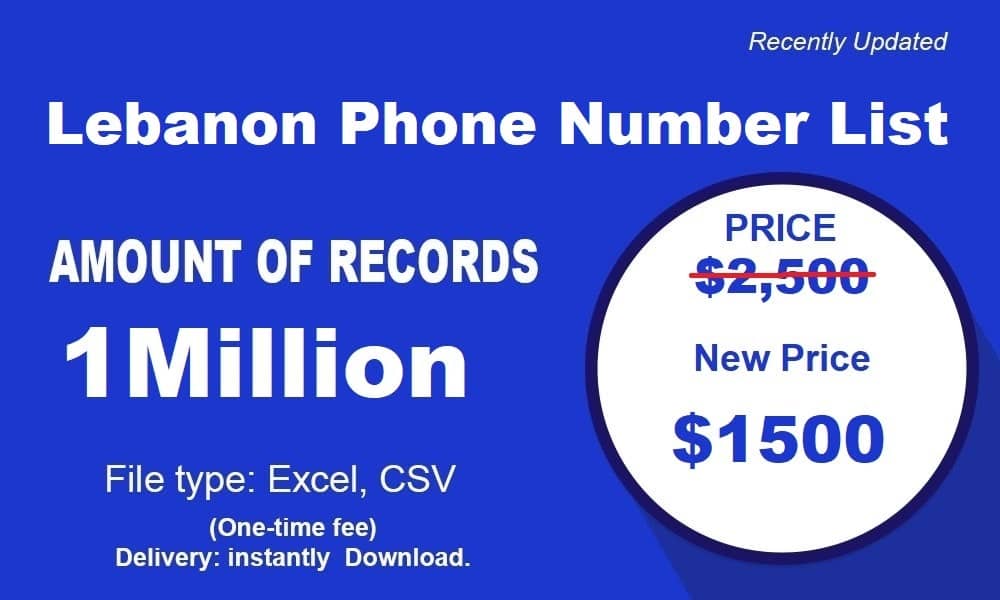 Recently Updated
Lebanon Phone Number List
AMOUNT OF RECORDS
1Million
File type: Excel, CSV
(One-time fee)
Delivery: instantly Download.
PRICE
$2,500
New Price
$1500